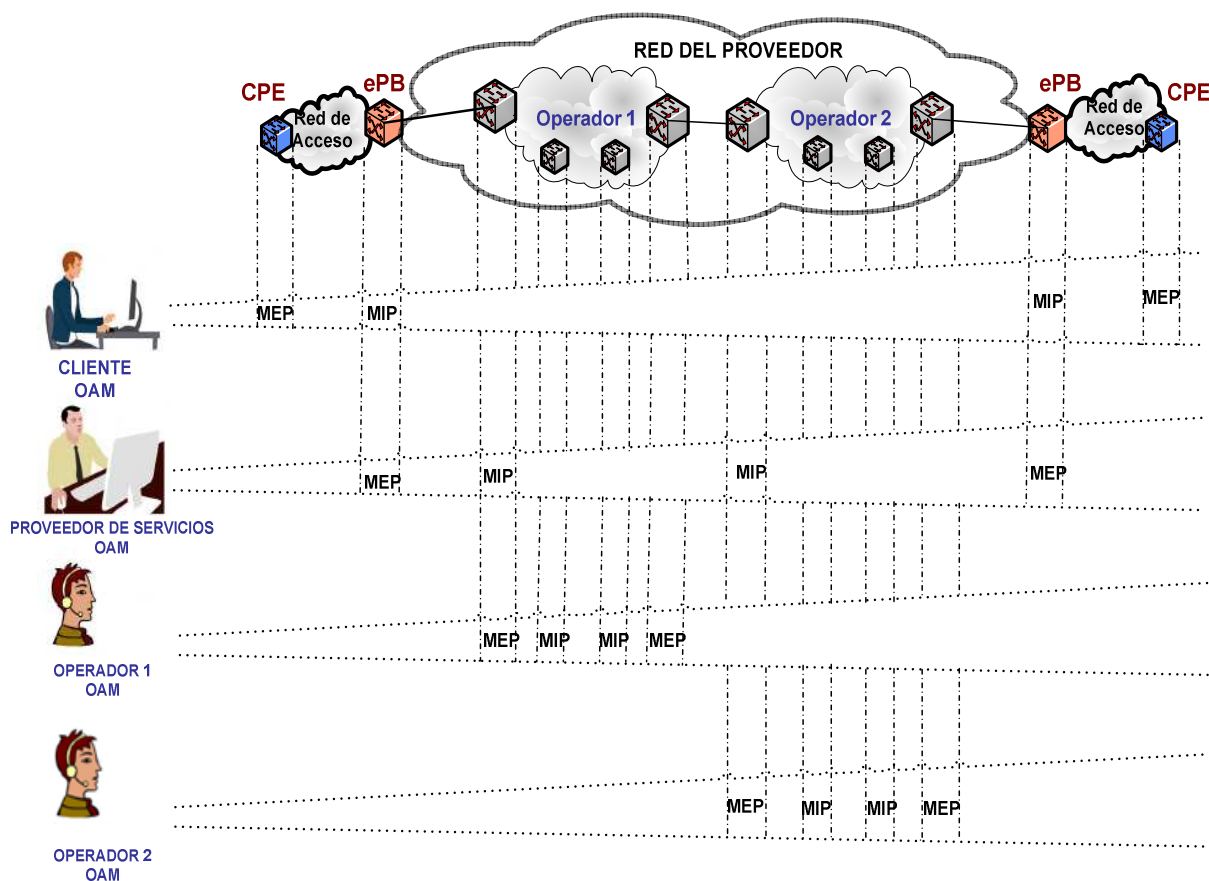 RED DEL PROVEEDOR
CPE
ePB
ePB
CPE
Red de
Acceso
Operador 1
Operador 2
Red de
Acceso
MEP
MIP
MIP
MEP
CLIENTE
OAM
MEP
MIP
MIP
MEP
PROVEEDOR DE SERVICIOS
OAM
MEP
MIP
MIP
MEP
OPERADOR 1
OAM
MEP
MIP
MIP
MEP
OPERADOR 2
OAM